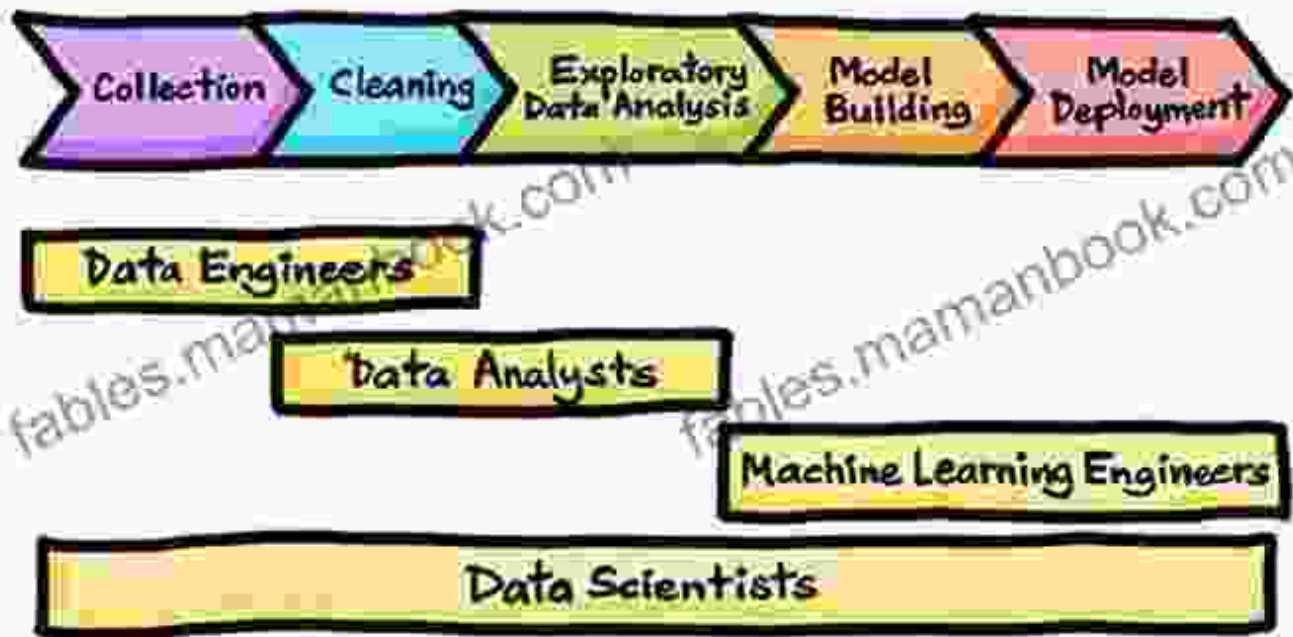 Collection
Cleaning
Exploratory
Data Analysis
Model
Building
Model
Deployment
Data Engineers
Data Analysts
Machine Learning Engineers
Data Scientists
fables.mamanbook.com
fables.mamanbook.com